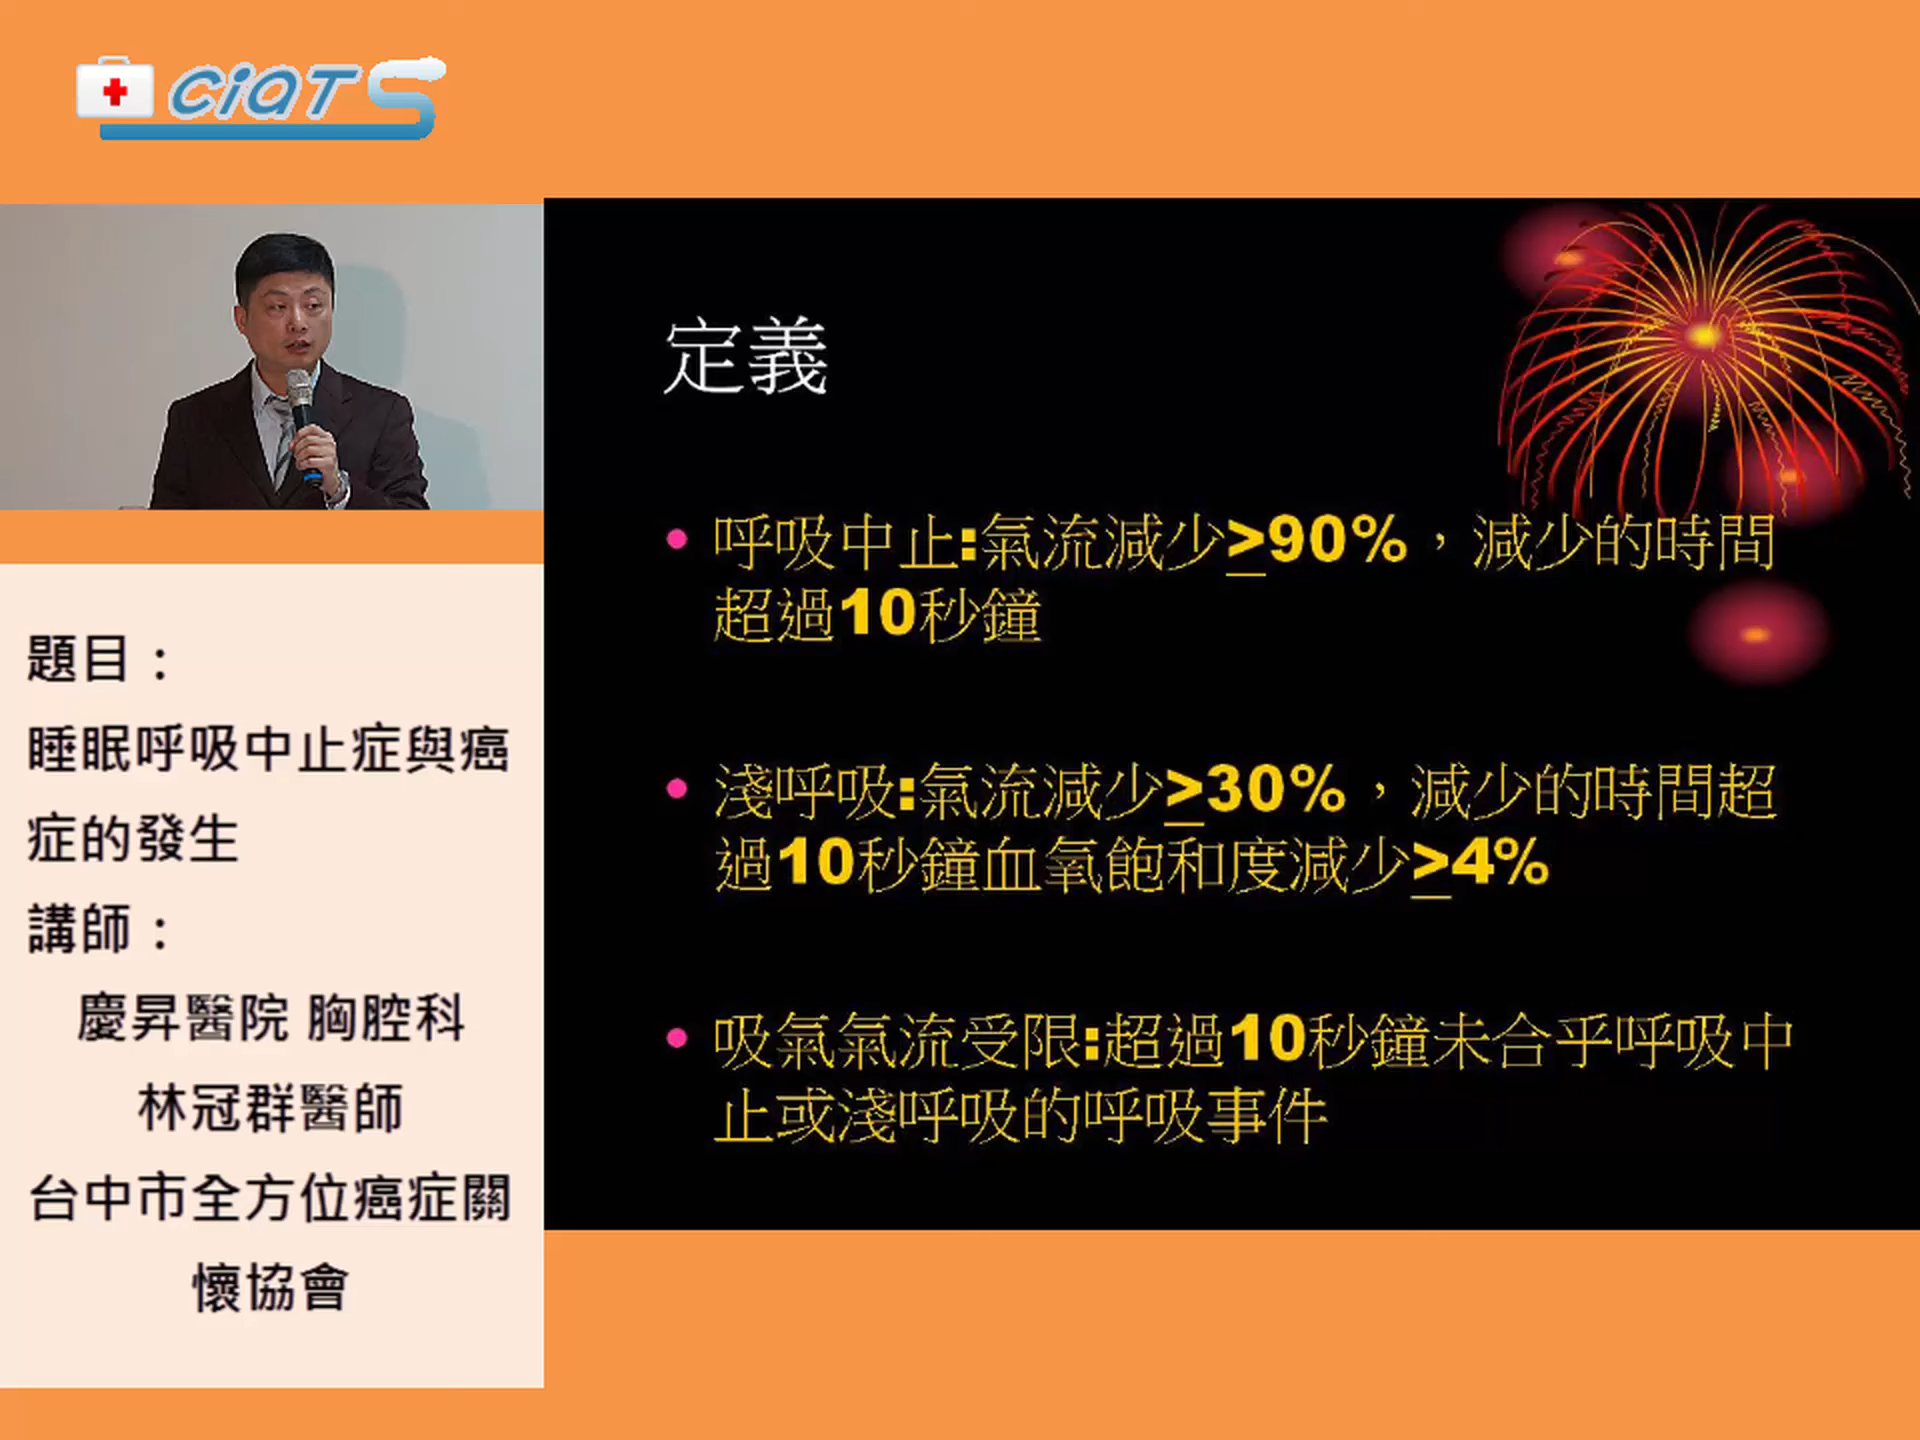 CiaTS
定義
呼吸中止:氣流減少≥90%，減少的時間
超過10秒鐘
淺呼吸:氣流減少≥30%，減少的時間超
過10秒鐘血氧飽和度減少≥4%
吸氣氣流受限:超過10秒鐘未合乎呼吸中
止或淺呼吸的呼吸事件
題目：
睡眠呼吸中止症與癌
症的發生
講師：
慶昇醫院 胸腔科
林冠群醫師
台中市全方位癌症關
懷協會